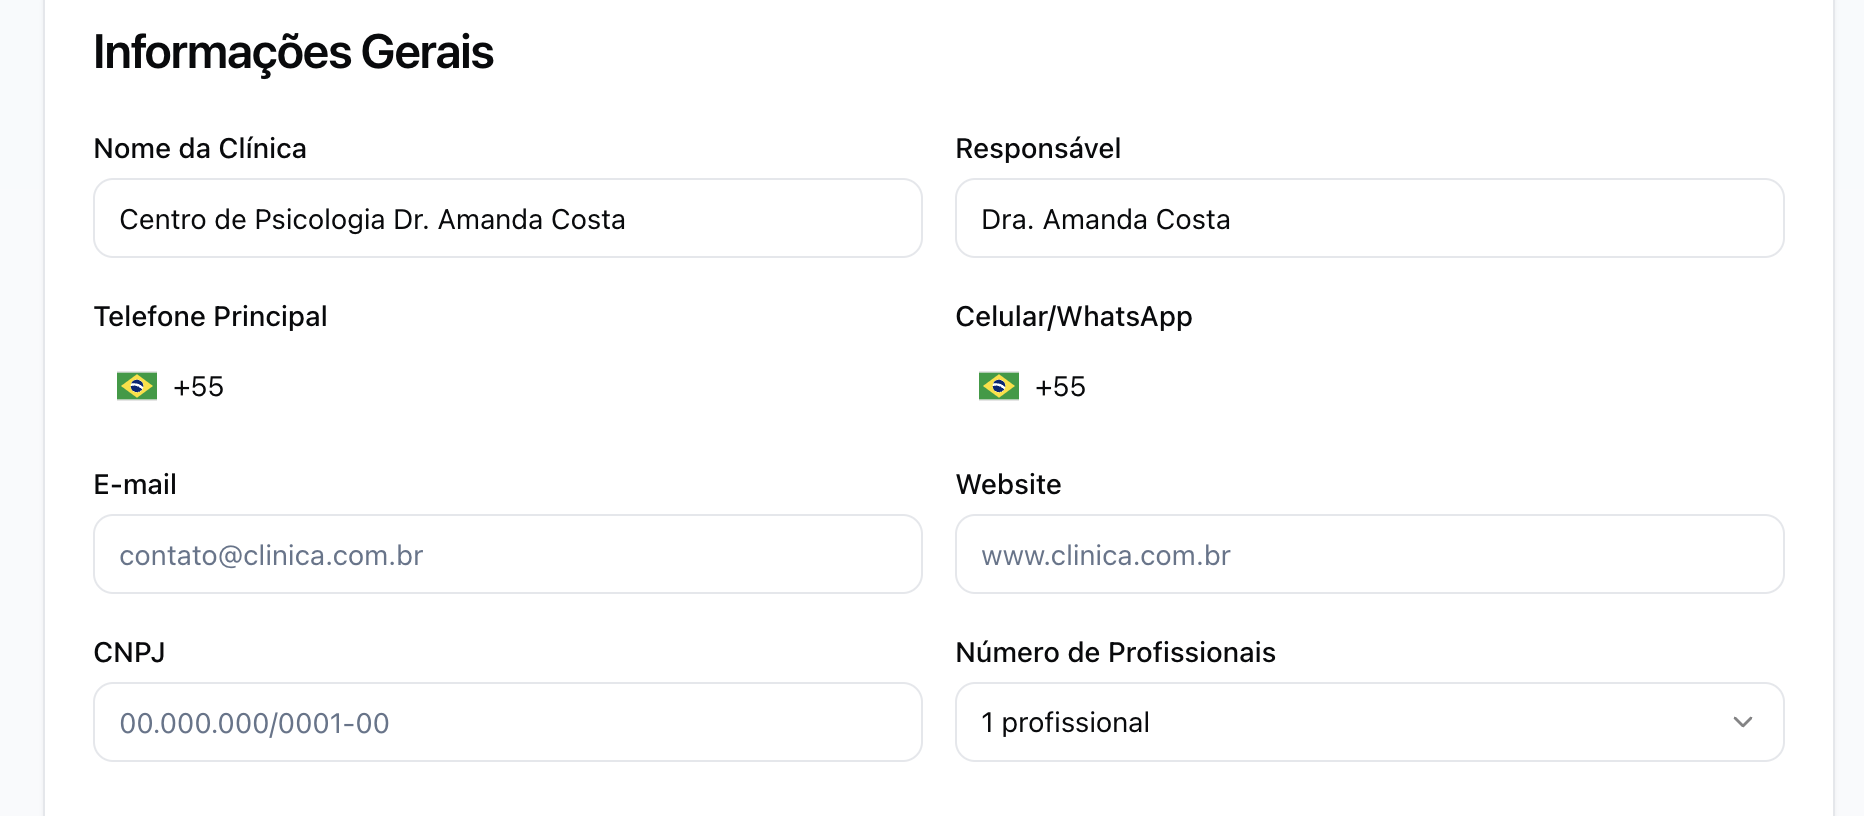 Informações Gerais
Nome da Clínica
Responsável
Centro de Psicologia Dr. Amanda Costa
Dra. Amanda Costa
Telefone Principal
Celular/WhatsApp
+55
+55
E-mail
Website
contato@clinica.com.br
www.clinica.com.br
CNPJ
Número de Profissionais
00.000.000/0001-00
1 profissional